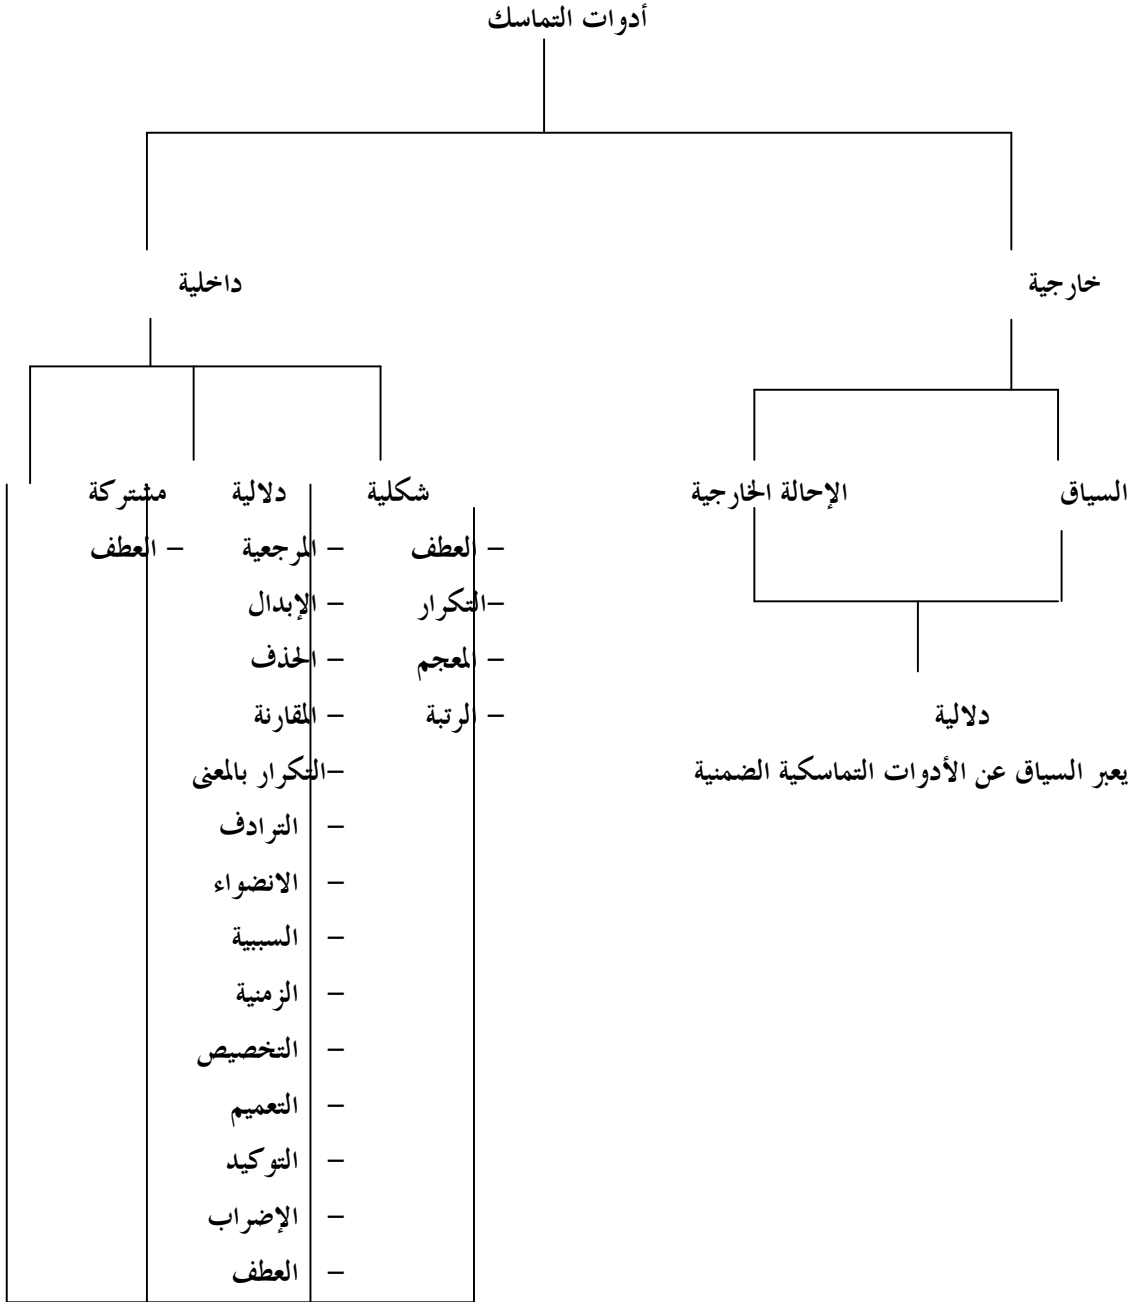 أدوات التماسك
خارجية داخلية
السياق الإحالة الخارجية شكلية دلالية مشتركة
– العطف – المرجعية – العطف
–التكرار – الإبدال
– المعجم – الحذف
دلالية – الرتبة – المقارنة
يعبر السياق عن الأدوات التماسكية الضمنية –التكرار بالمعنى
– الترادف
– الانضواء
– السببية
– الزمنية
– التخصيص
– التعميم
– التوكيد
– الإضراب
– العطف